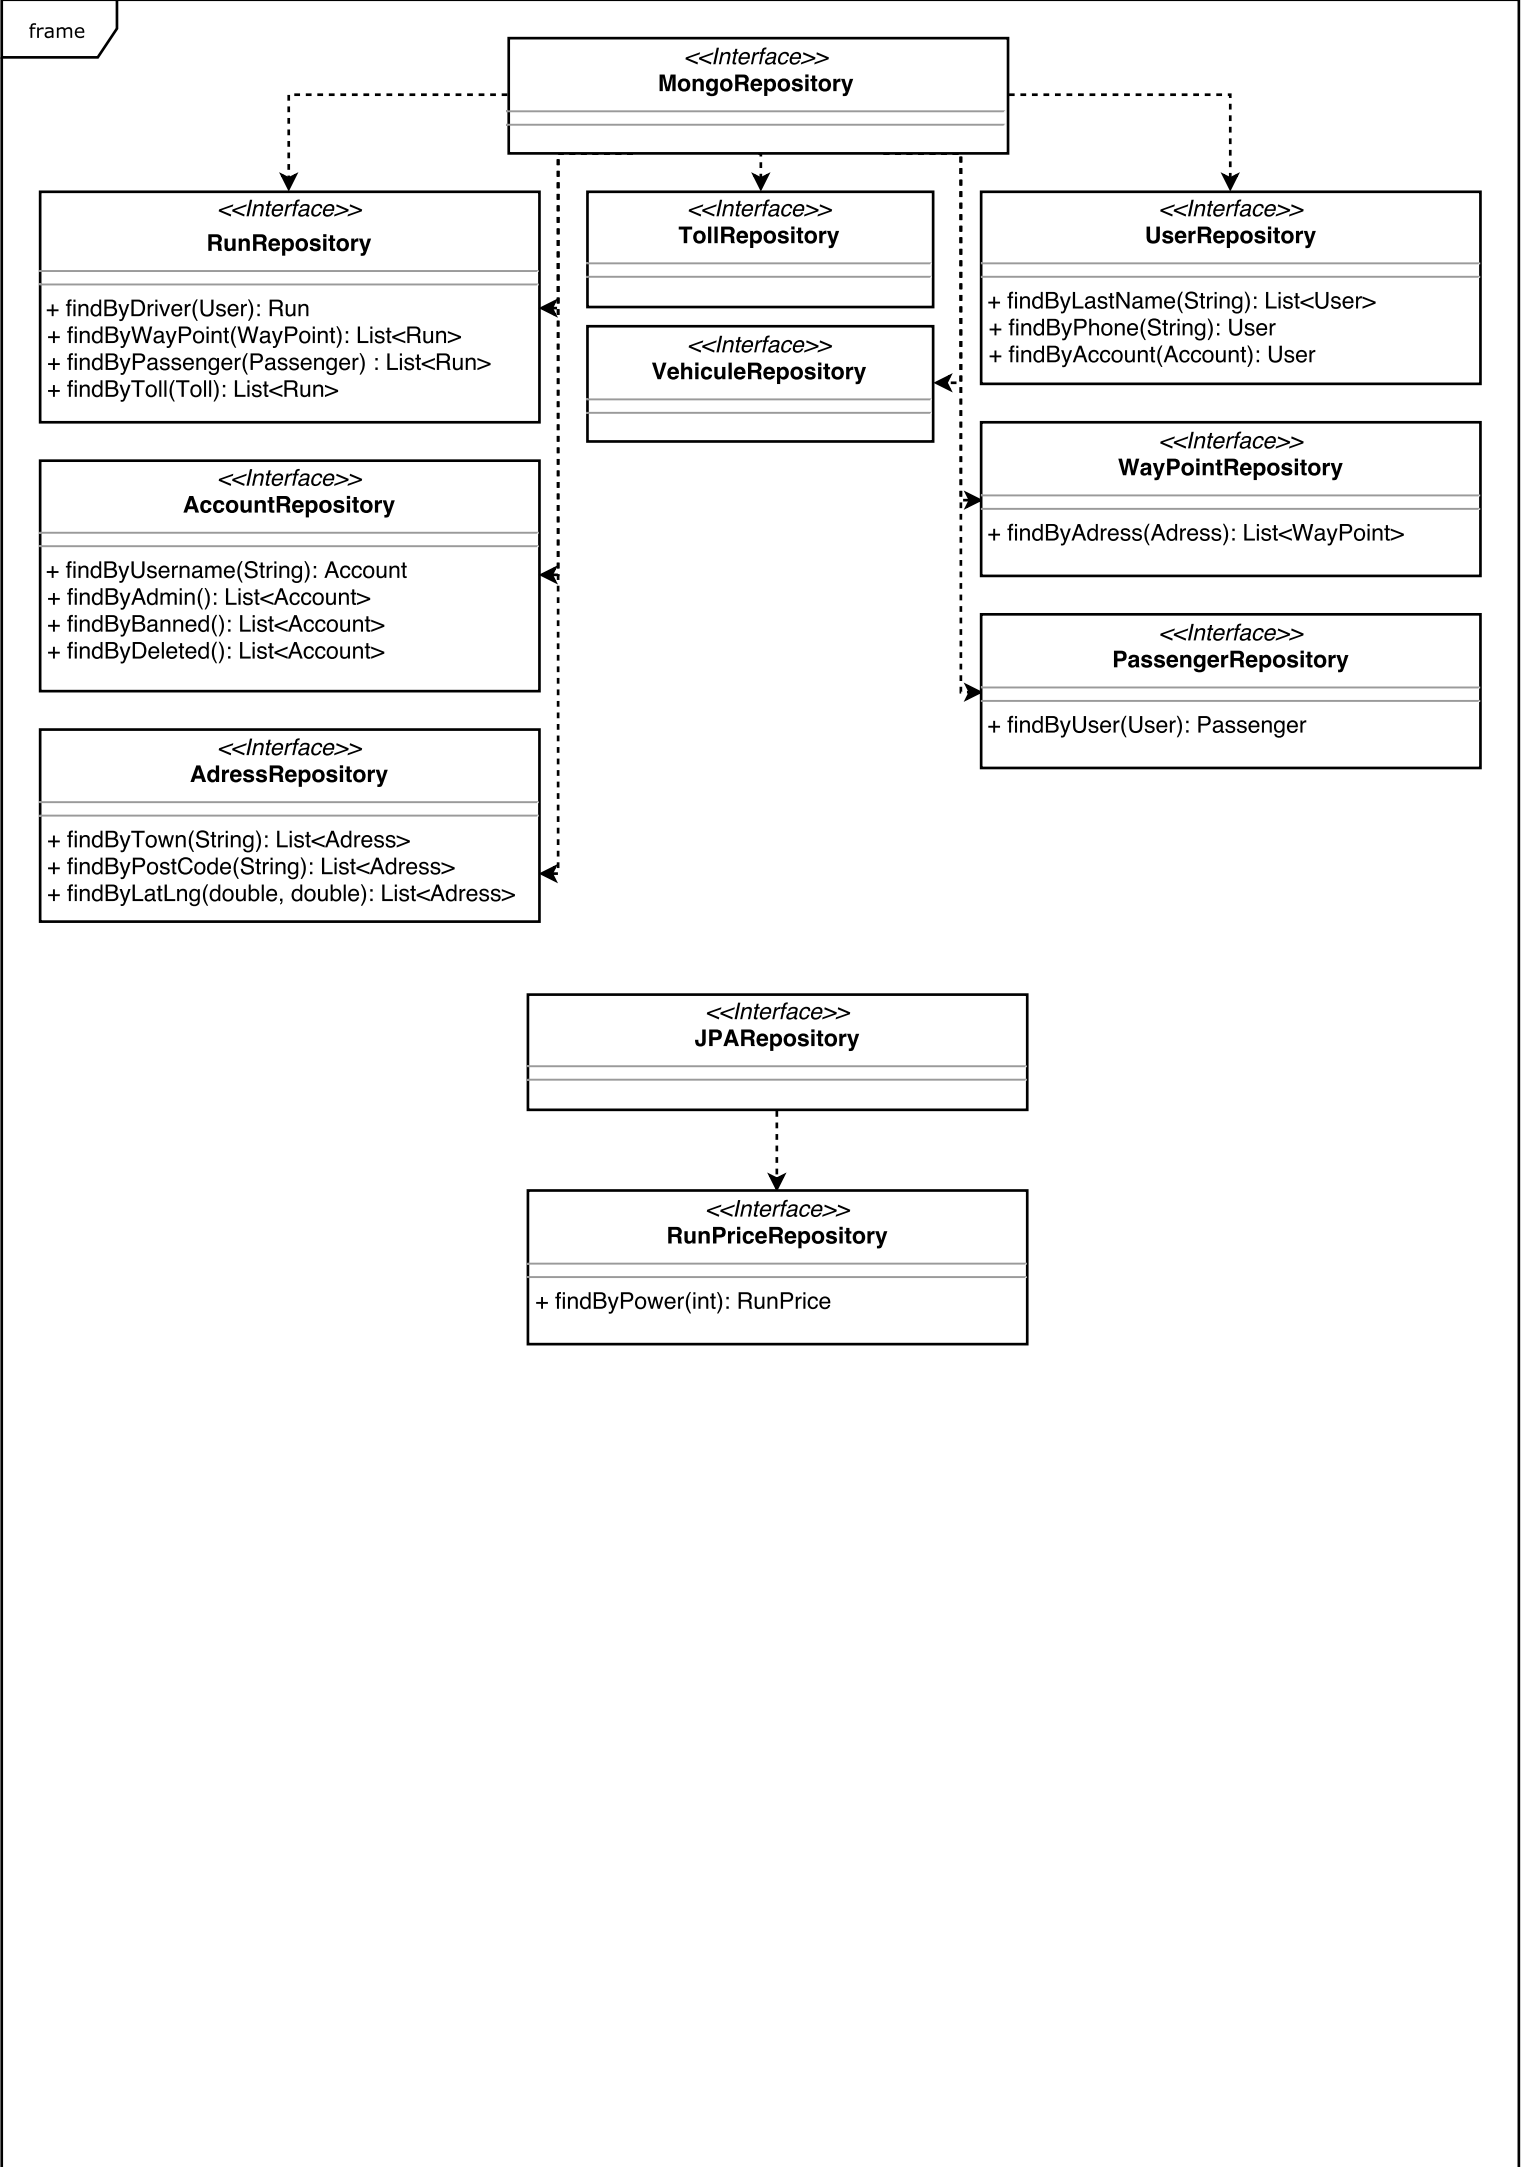 frame
<<Interface>>
MongoRepository
<<Interface>>
RunRepository
+ findByDriver(User): Run
+ findByWayPoint(WayPoint): List<Run>
+ findByPassenger(Passenger) : List<Run>
+ findByToll(Toll): List<Run>
<<Interface>>
TollRepository
<<Interface>>
VehiculeRepository
<<Interface>>
UserRepository
+ findByLastName(String): List<User>
+ findByPhone(String): User
+ findByAccount(Account): User
<<Interface>>
AccountRepository
+ findByUsername(String): Account
+ findByAdmin(): List<Account>
+ findByBanned(): List<Account>
+ findByDeleted(): List<Account>
<<Interface>>
WayPointRepository
+ findByAdress(Adress): List<WayPoint>
<<Interface>>
PassengerRepository
+ findByUser(User): Passenger
<<Interface>>
AdressRepository
+ findByTown(String): List<Adress>
+ findByPostCode(String): List<Adress>
+ findByLatLng(double, double): List<Adress>
<<Interface>>
JPARepository
<<Interface>>
RunPriceRepository
+ findByPower(int): RunPrice